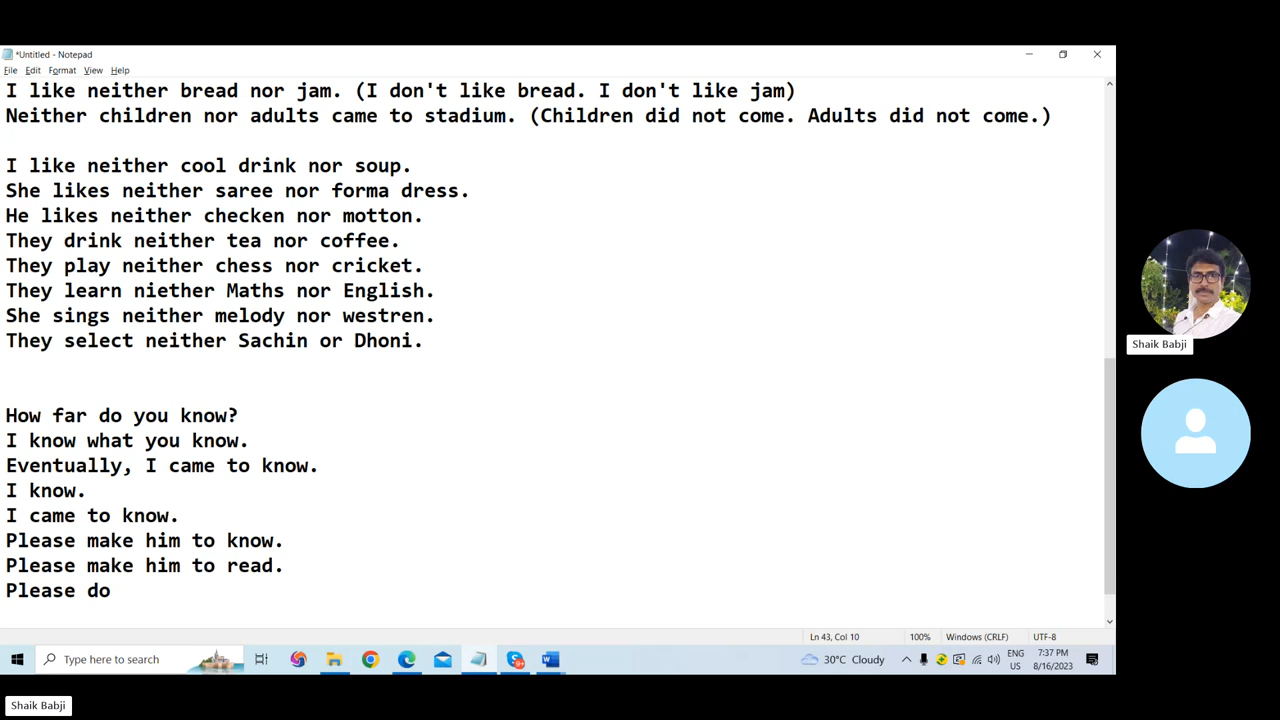 *Untitled - Notepad
File Edit Format View Help
I like neither bread nor jam. (I don't like bread. I don't like jam)
Neither children nor adults came to stadium. (Children did not come. Adults did not come.)
I like neither cool drink nor soup.
She likes neither saree nor forma dress.
He likes neither checken nor motton.
They drink neither tea nor coffee.
They play neither chess nor cricket.
They learn niether Maths nor English.
She sings neither melody nor westren.
They select neither Sachin or Dhoni.
How far do you know?
I know what you know.
Eventually, I came to know.
I know.
I came to know.
Please make him to know.
Please make him to read.
Please do
Shaik Babji
Ln 43, Col 10 100% Windows (CRLF) UTF-8
Type here to search
30°C Cloudy
ENG
US
7:37 PM
8/16/2023
Shaik Babji